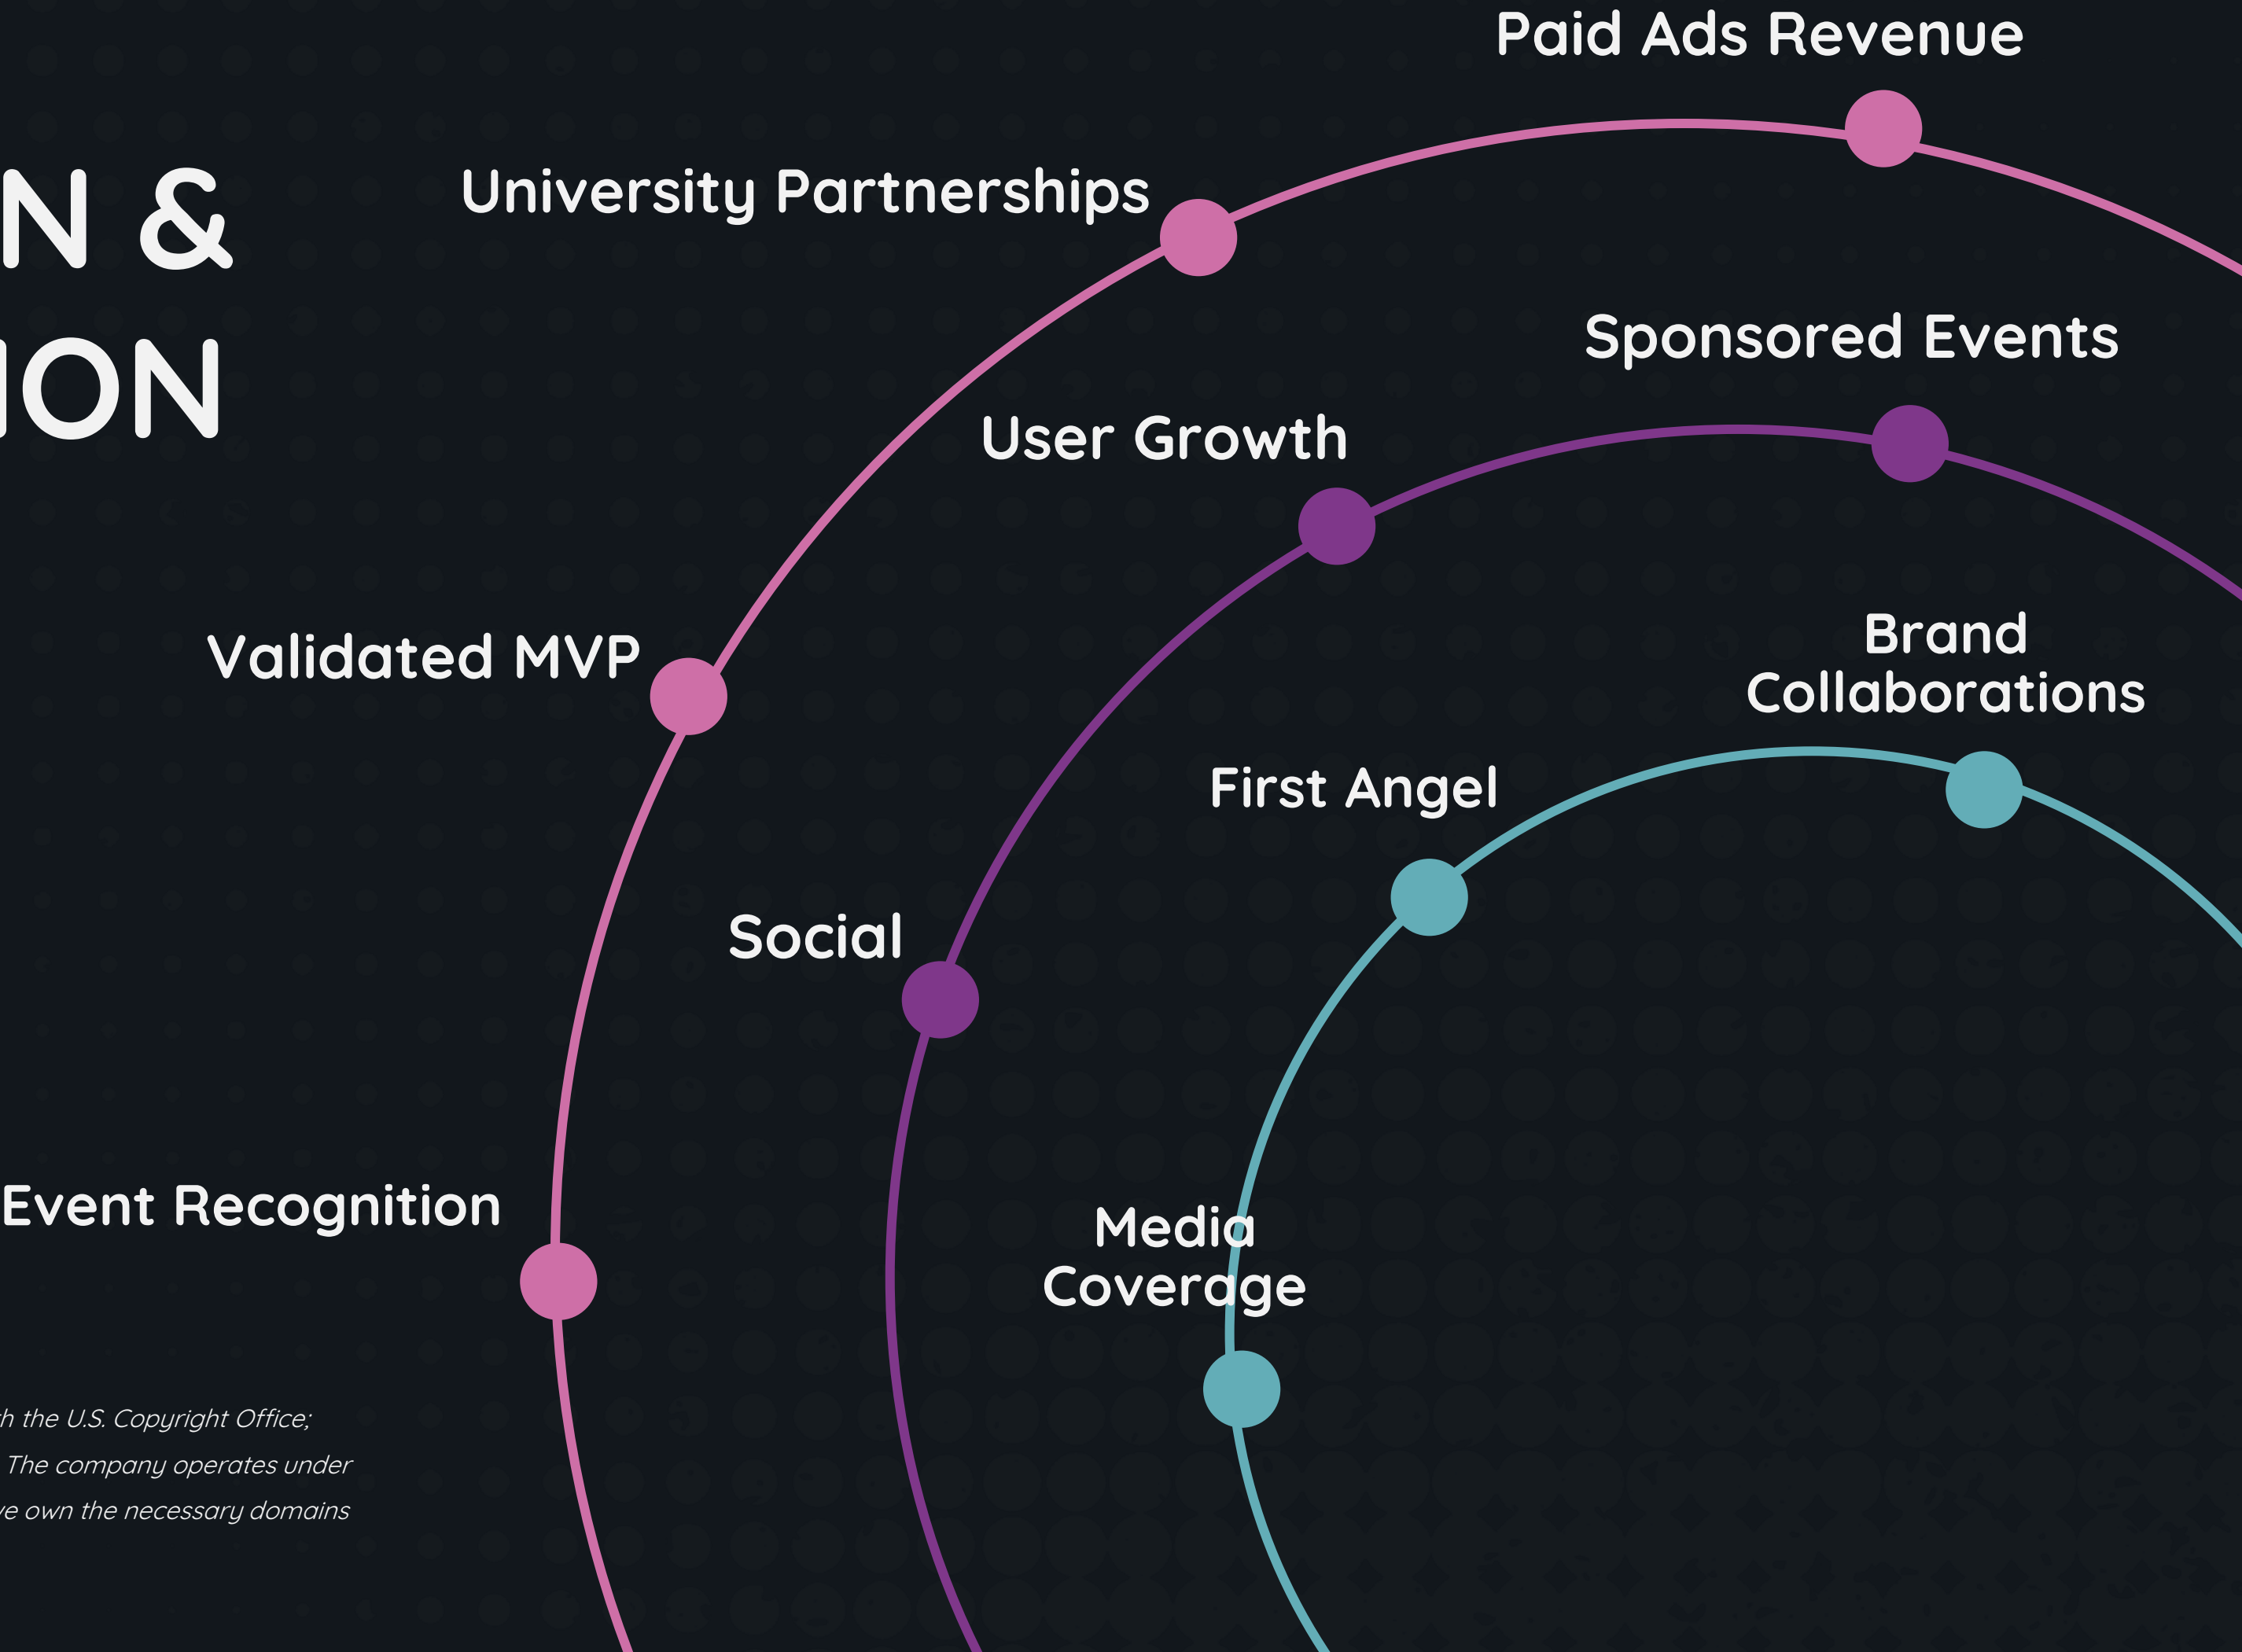 N &
ION
Paid Ads Revenue
University Partnerships
Sponsored Events
User Growth
Validated MVP
Brand
Collaborations
First Angel
Social
Event Recognition
Media
Coverage
the U.S. Copyright Office;
The company operates under
own the necessary domains